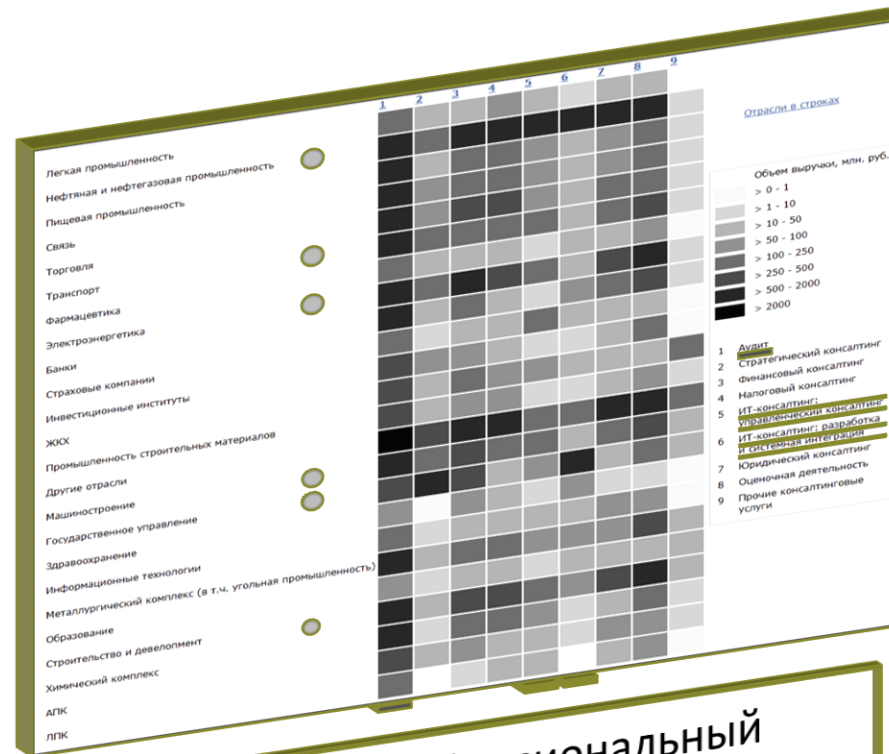 1 2 3 4 5 6 7 8 9
Легкая промышленность
Нефтяная и нефтегазовая промышленность
Пищевая промышленность
Связь
Торговля
Транспорт
Фармацевтика
Электроэнергетика
Банки
Страховые компании
Инвестиционные институты
ЖКХ
Промышленность строительных материалов
Другие отрасли
Машиностроение
Государственное управление
Здравоохранение
Информационные технологии
Металлургический комплекс (в т.ч. угольная промышленность)
Образование
Строительство и девелопмент
Химический комплекс
АПК
ЛПК
Отрасли в строках
Объем выручки, млн. руб.
> 0 - 1
> 1 - 10
> 10 - 50
> 50 - 100
> 100 - 250
> 250 - 500
> 500 - 2000
> 2000
1 Аудит
2 Стратегический консалтинг
3 Финансовый консалтинг
4 Налоговый консалтинг
5 ИТ-консалтинг:
управленческий консалтинг
6 ИТ-консалтинг: разработка
и системная интеграция
7 Юридический консалтинг
8 Оценочная деятельность
9 Прочие консалтинговые
услуги